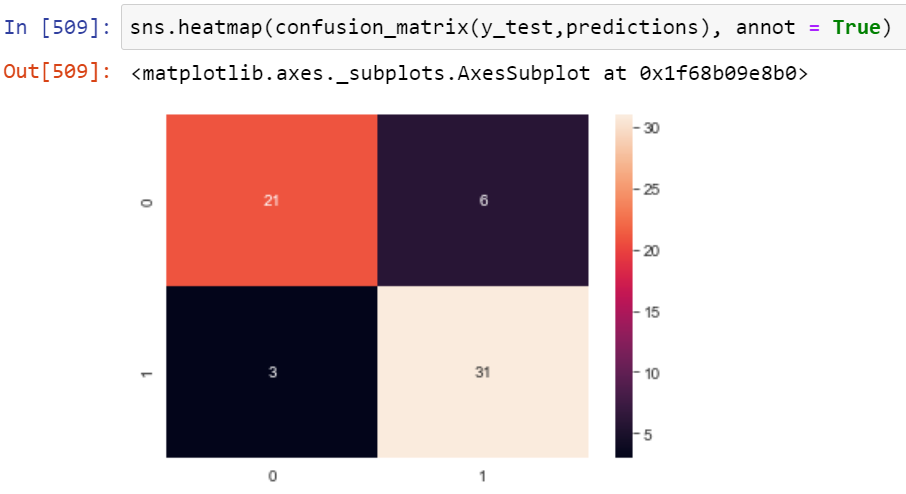 In [509]: sns.heatmap(confusion_matrix(y_test,predictions), annot = True)
Out[509]: <matplotlib.axes._subplots.AxesSubplot at 0x1f68b09e8b0>
30
0 21 6
25
20
15
1 3 31
10
5
0 1